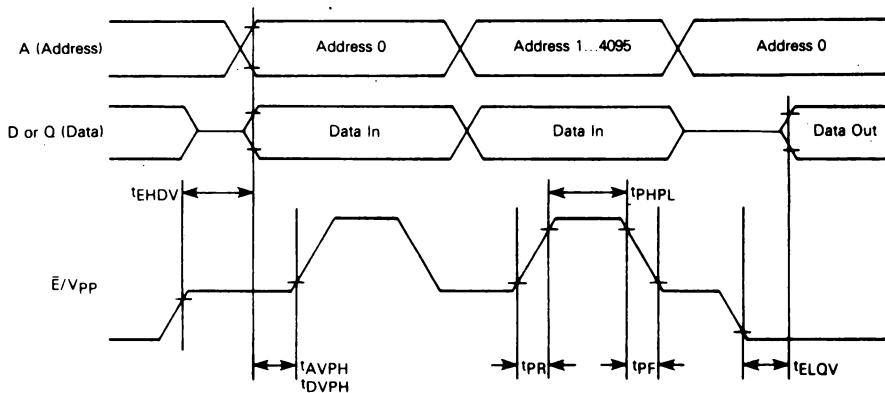 A (Address)
Address 0
Address 1...4095
Address 0
D or Q (Data)
Data In
Data In
Data Out
tEHDV
tPHPL
Ē/VPP
tAVPH
tDVPH
tPR
tPF
tELQV